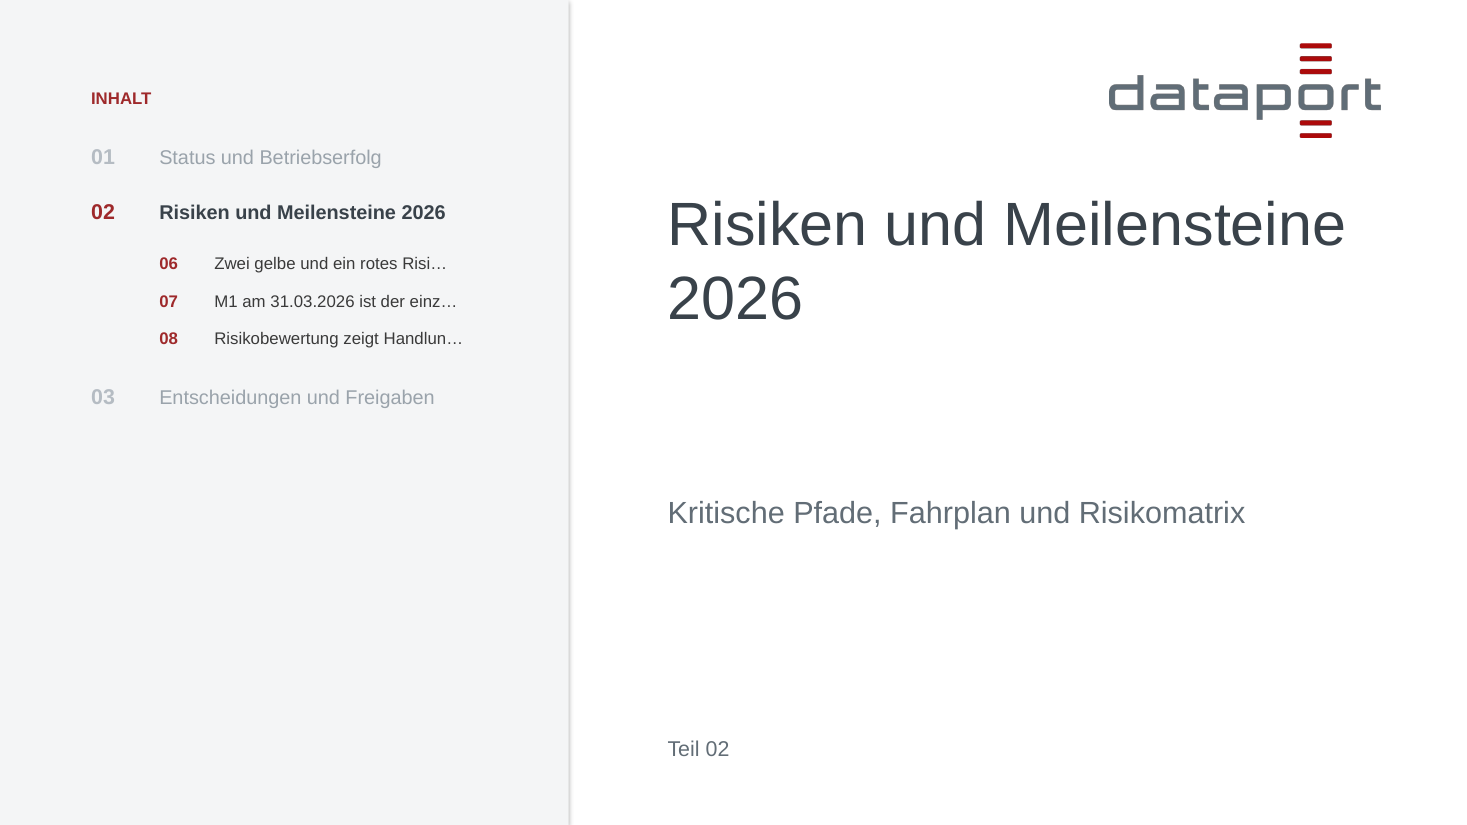 INHALT
01 Status und Betriebserfolg
02 Risiken und Meilensteine 2026
06 Zwei gelbe und ein rotes Risi…
07 M1 am 31.03.2026 ist der einz…
08 Risikobewertung zeigt Handlun…
03 Entscheidungen und Freigaben
dataport
Risiken und Meilensteine
2026
Kritische Pfade, Fahrplan und Risikomatrix
Teil 02